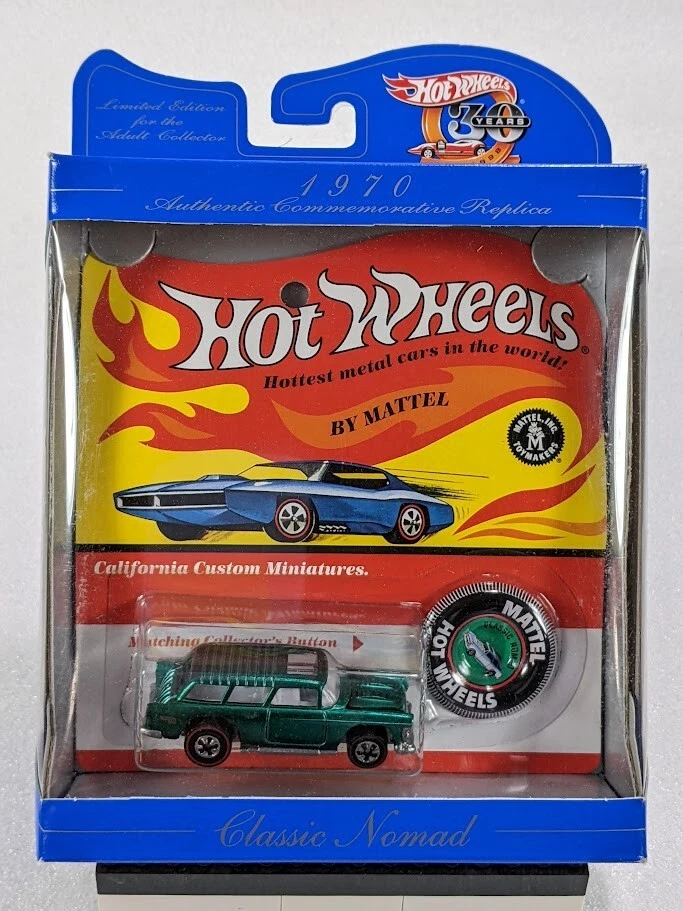 Limited Edition
for the
Adult Collector
Hot Wheels
30
YEARS
1970
Authentic Commemorative Replica
Hot Wheels®
Hottest metal cars in the world!
BY MATTEL
MATTEL, INC.
M
TOYMAKERS
California Custom Miniatures.
Matching Collector's Button
MATTEL
HOT WHEELS
Classic Nomad